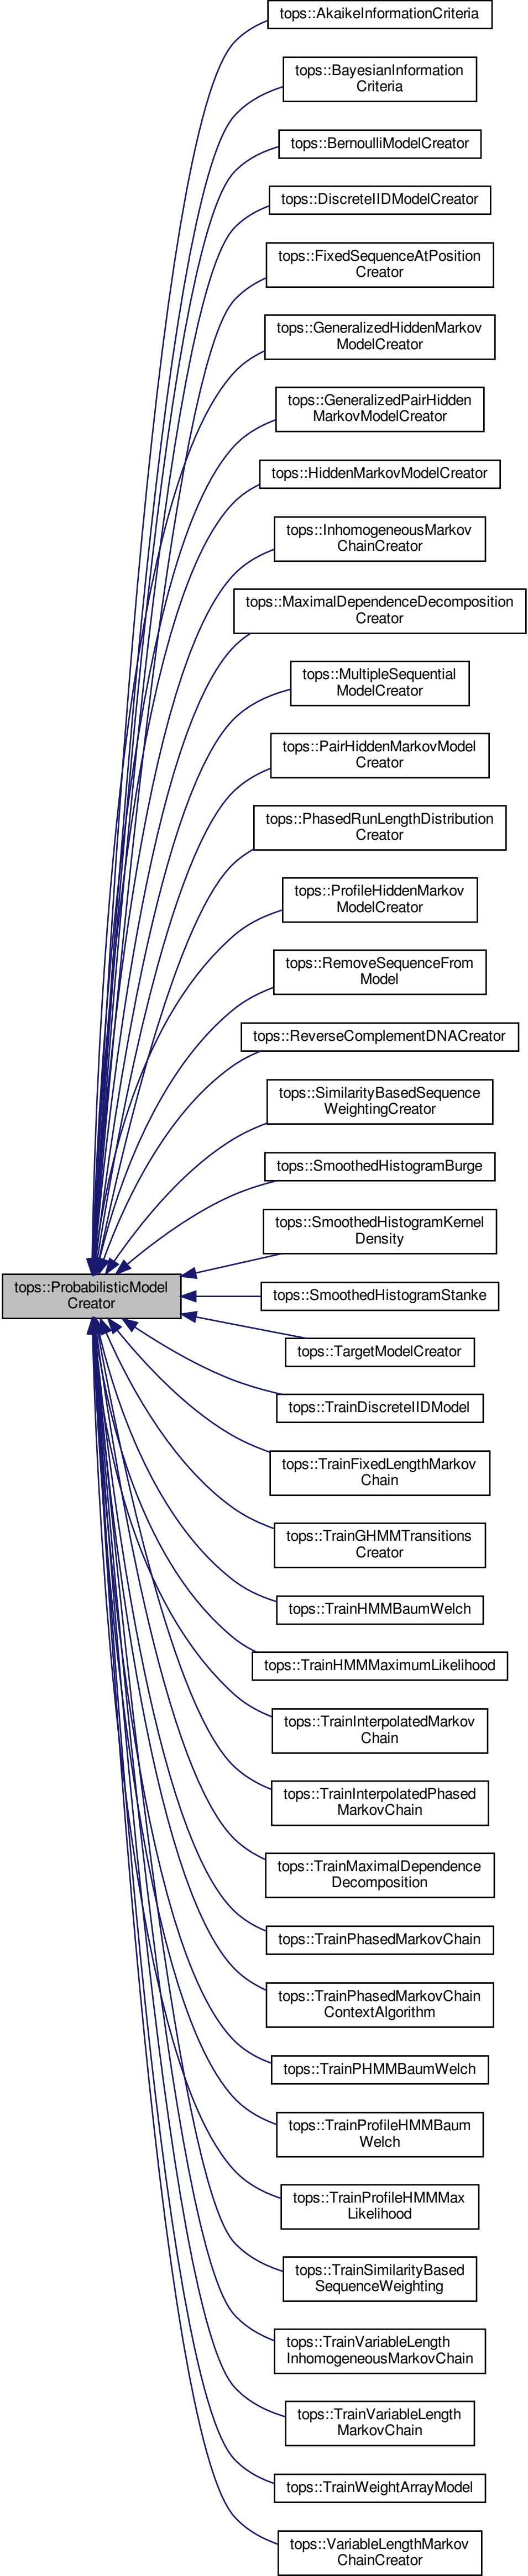 tops::AkaikeInformationCriteria
tops::BayesianInformation
Criteria
tops::BernoulliModelCreator
tops::DiscreteIIDModelCreator
tops::FixedSequenceAtPosition
Creator
tops::GeneralizedHiddenMarkov
ModelCreator
tops::GeneralizedPairHidden
MarkovModelCreator
tops::HiddenMarkovModelCreator
tops::InhomogeneousMarkov
ChainCreator
tops::MaximalDependenceDecomposition
Creator
tops::MultipleSequential
ModelCreator
tops::PairHiddenMarkovModel
Creator
tops::PhasedRunLengthDistribution
Creator
tops::ProfileHiddenMarkov
ModelCreator
tops::RemoveSequenceFrom
Model
tops::ReverseComplementDNACreator
tops::SimilarityBasedSequence
WeightingCreator
tops::SmoothedHistogramBurge
tops::SmoothedHistogramKernel
Density
tops::ProbabilisticModel
Creator
tops::SmoothedHistogramStanke
tops::TargetModelCreator
tops::TrainDiscreteIIDModel
tops::TrainFixedLengthMarkov
Chain
tops::TrainGHMMTransitions
Creator
tops::TrainHMMBaumWelch
tops::TrainHMMMaximumLikelihood
tops::TrainInterpolatedMarkov
Chain
tops::TrainInterpolatedPhased
MarkovChain
tops::TrainMaximalDependence
Decomposition
tops::TrainPhasedMarkovChain
tops::TrainPhasedMarkovChain
ContextAlgorithm
tops::TrainPHMMBaumWelch
tops::TrainProfileHMMBaum
Welch
tops::TrainProfileHMMMax
Likelihood
tops::TrainSimilarityBased
SequenceWeighting
tops::TrainVariableLength
InhomogeneousMarkovChain
tops::TrainVariableLength
MarkovChain
tops::TrainWeightArrayModel
tops::VariableLengthMarkov
ChainCreator